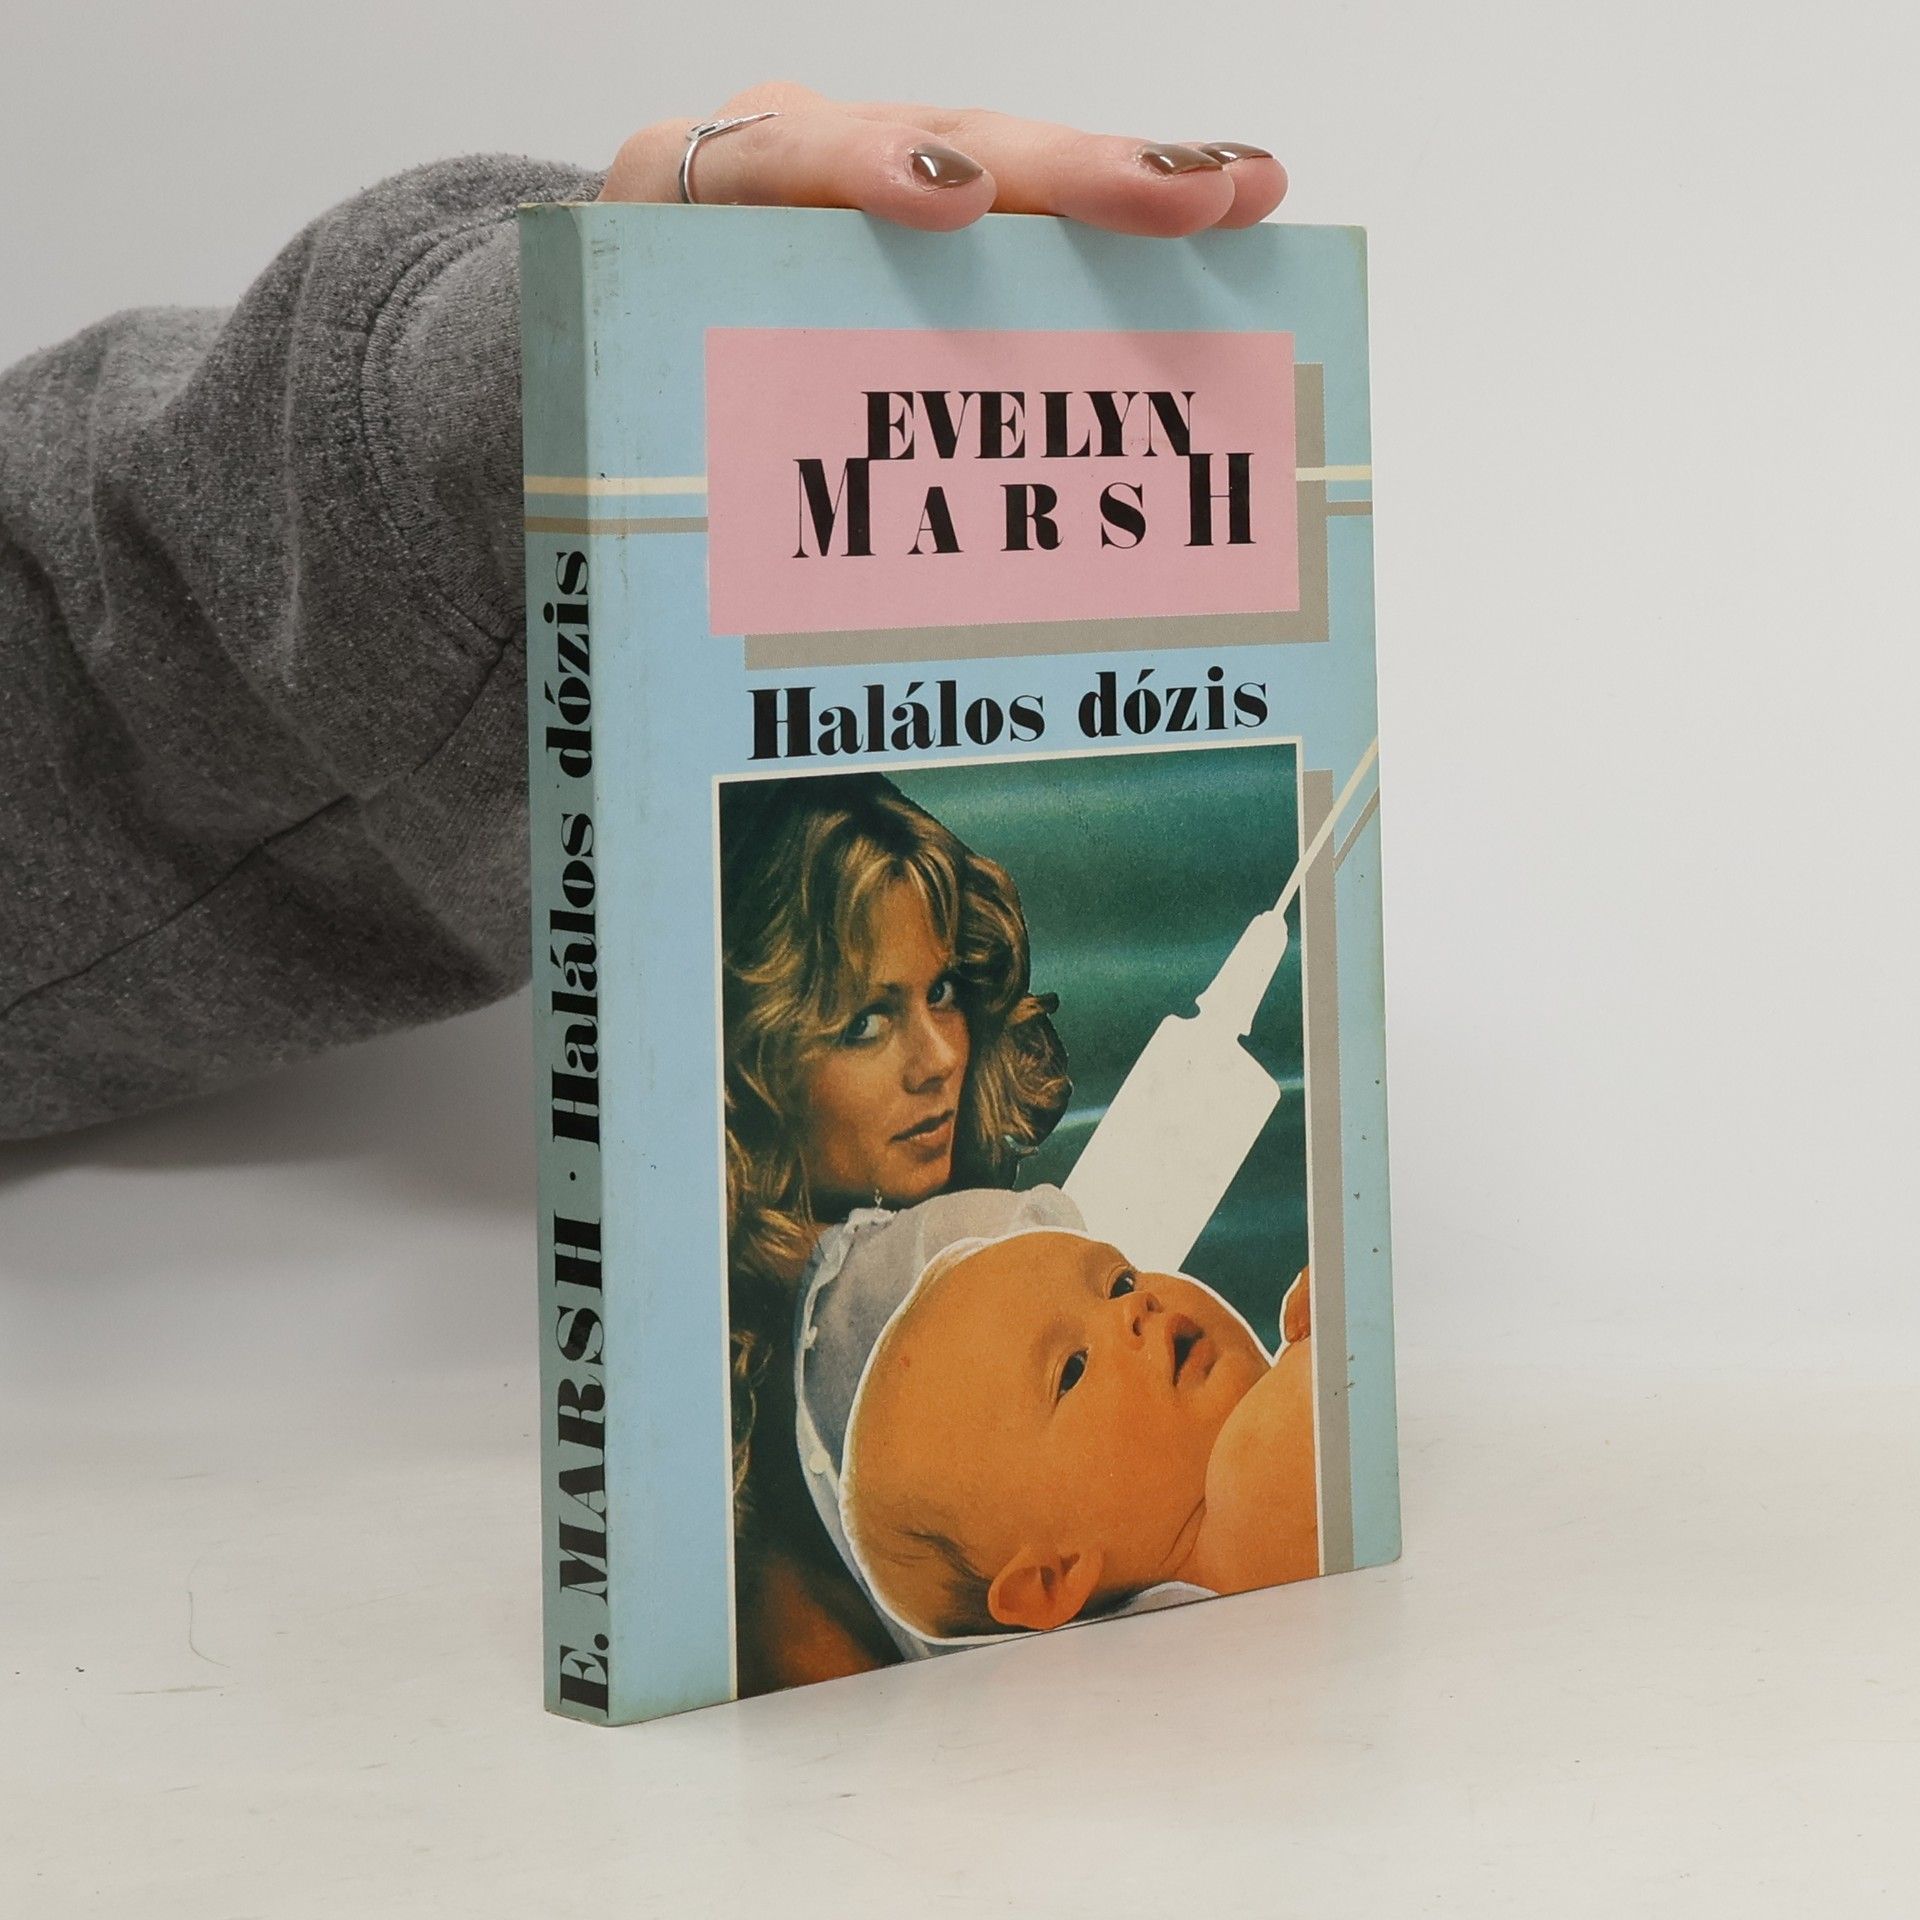 EVELYN
MARSH
Halálos dózis
E. MARSH · Halálos dózis